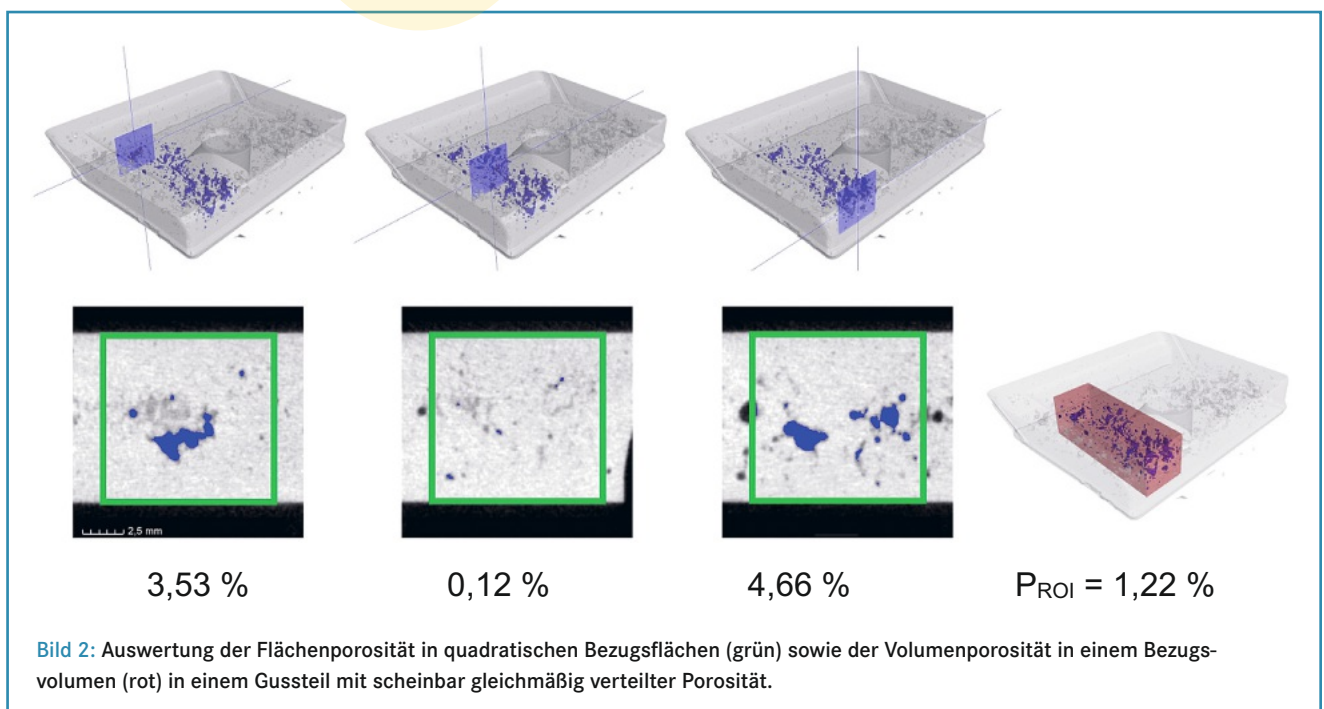 2,5 mm
3,53 %
0,12 %
4,66 %
PROI = 1,22 %
Bild 2: Auswertung der Flächenporosität in quadratischen Bezugsflächen (grün) sowie der Volumenporosität in einem Bezugs-
volumen (rot) in einem Gussteil mit scheinbar gleichmäßig verteilter Porosität.